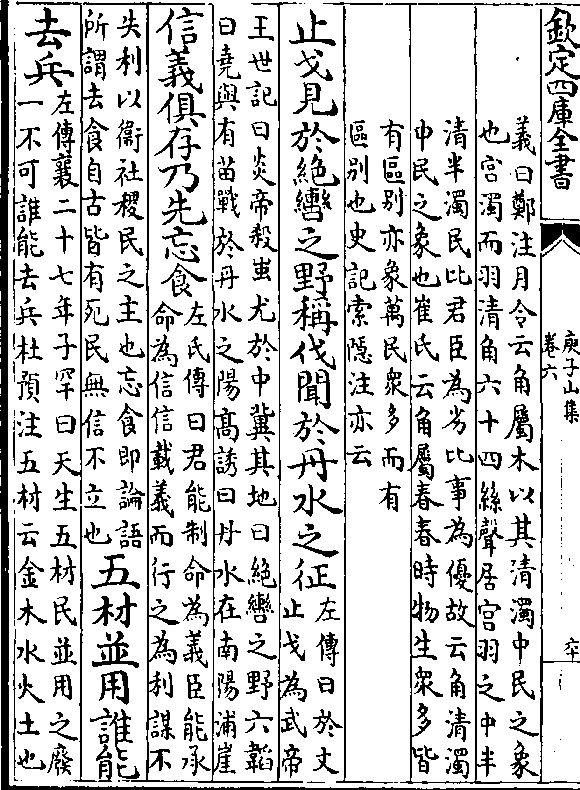 欽定四庫全書
庾子山集
卷六
義曰鄭注月令云角屬木以其清濁中民之象
也宫濁而羽清角六十四絲聲居宫羽之中半
清半濁民比君臣為劣比事為優故云角清濁
中民之象也崔氏云角屬春春時物生衆多皆
有區别亦象萬民衆多而有
區别也史記索隱注亦云
止戈見於絶轡之野稱伐聞於丹水之征
左傳曰於文
止戈為武帝
王世記曰炎帝殺蚩尤於中冀其地曰絶轡之野六韜
曰堯與有苗戰於丹水之陽髙誘曰丹水在南陽浦崖
信義俱存乃先忘食
左氏傳曰君能制命為義臣能承
命為信信載義而行之為利謀不
失利以衞社稷民之主也忘食即論語
所謂去食自古皆有死民無信不立也
五材並用誰能
去兵
左傳襄二十七年子罕曰天生五材民並用之廢
一不可誰能去兵杜預注五材云金木水火土也